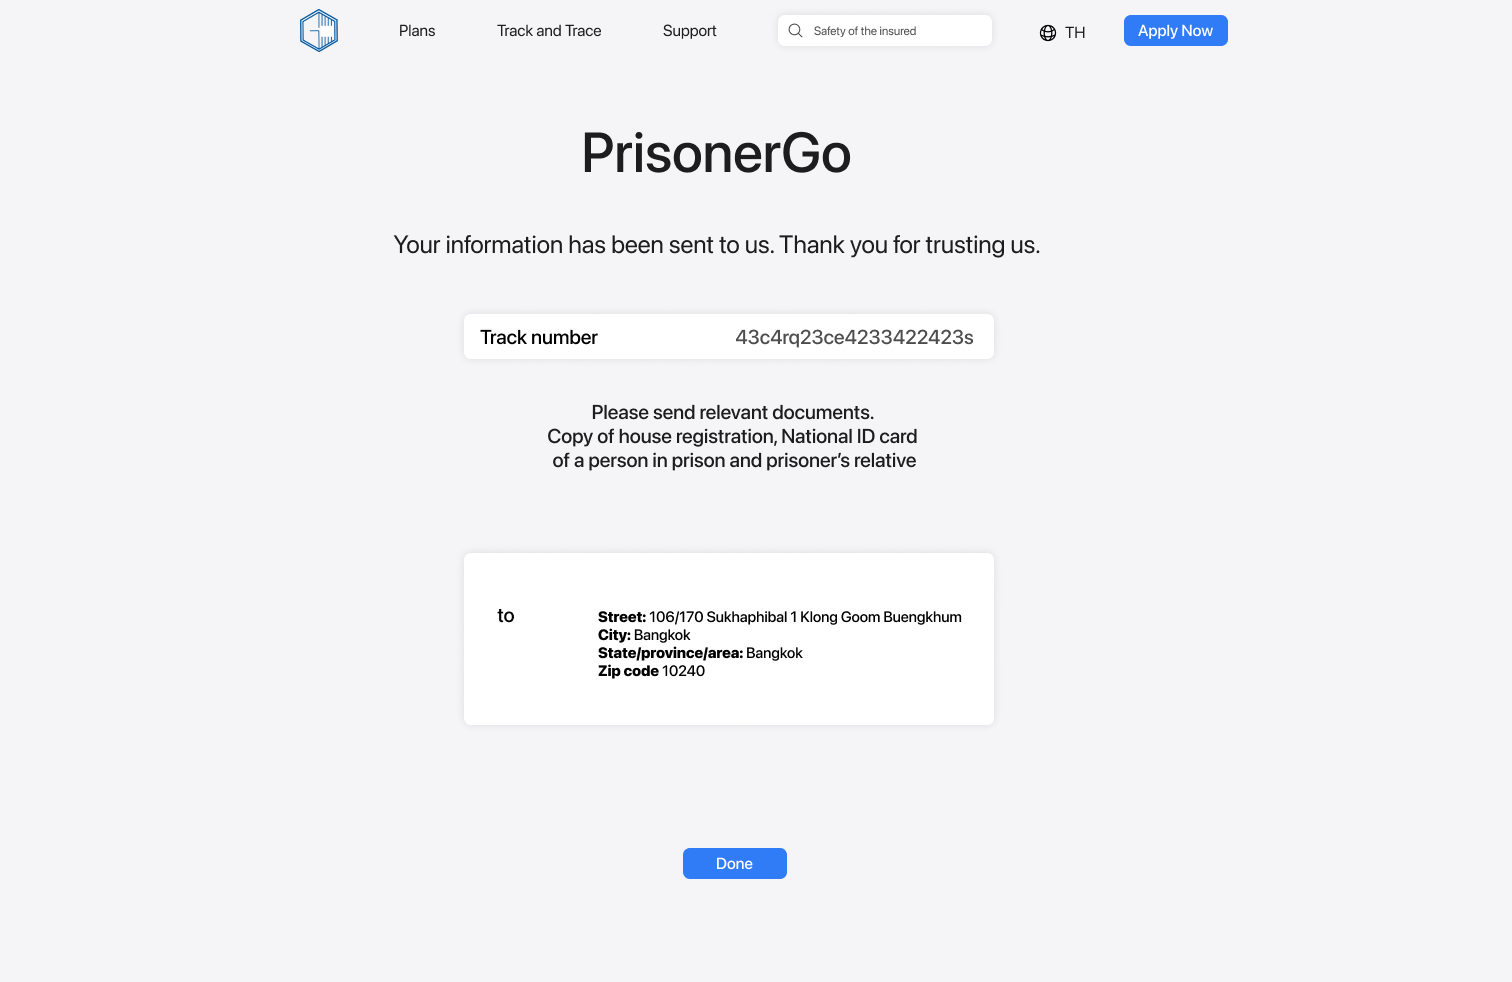 Plans
Track and Trace
Support
Safety of the insured
TH
Apply Now
PrisonerGo
Your information has been sent to us. Thank you for trusting us.
Track number 43c4rq23ce4233422423s
Please send relevant documents.
Copy of house registration, National ID card
of a person in prison and prisoner's relative
to
Street: 106/170 Sukhaphibal 1 Klong Goom Buengkhum
City: Bangkok
State/province/area: Bangkok
Zip code 10240
Done